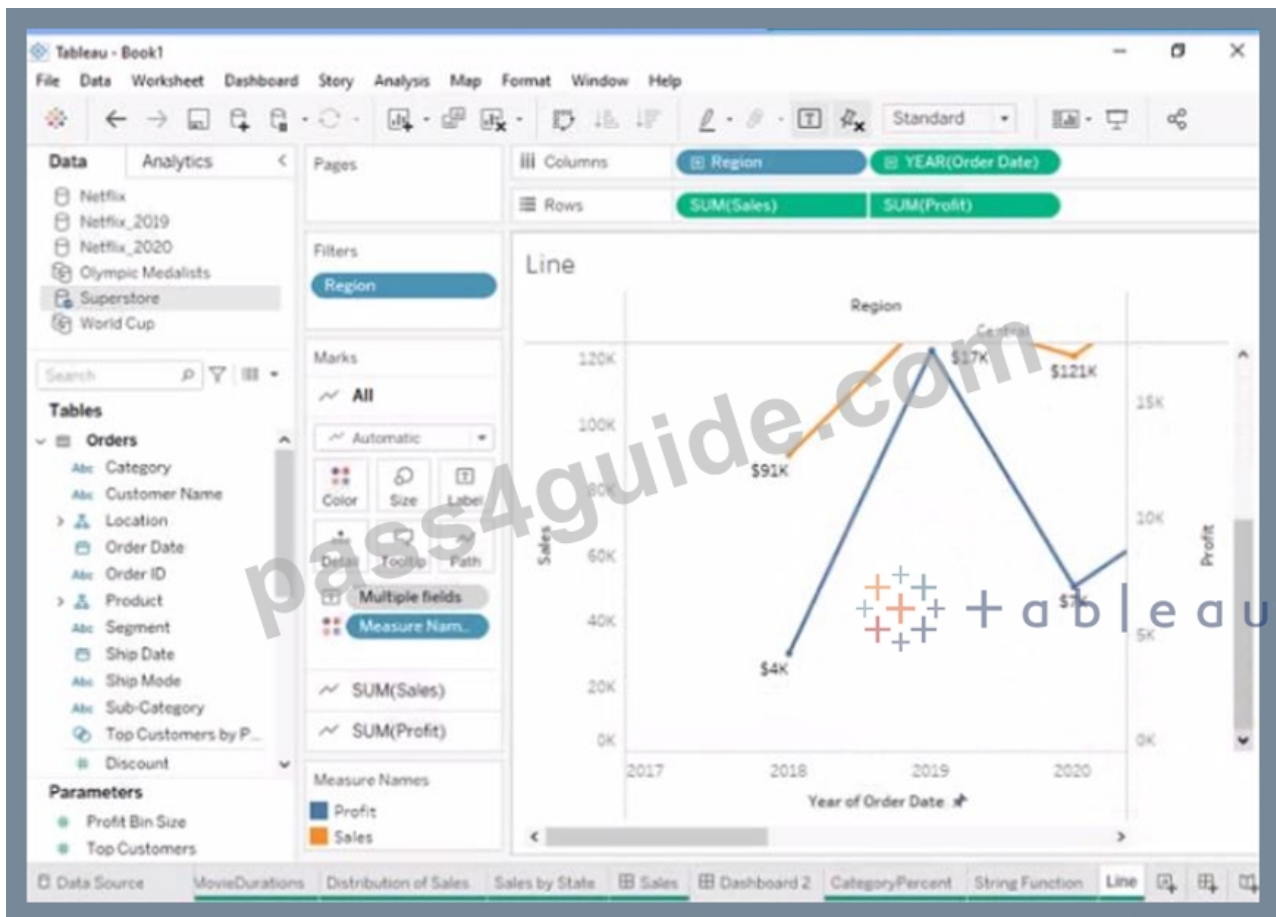 Tableau - Book1
File Data Worksheet Dashboard Story Analysis Map Format Window Help
Standard
Data Analytics
Netflix
Netflix_2019
Netflix_2020
Olympic Medalists
Superstore
World Cup
Search
Tables
Orders
Abc Category
Abc Customer Name
Location
Order Date
Abc Order ID
Product
Abc Segment
Ship Date
Abc Ship Mode
Abc Sub-Category
Top Customers by P...
# Discount
Parameters
# Profit Bin Size
# Top Customers
Pages
Filters
Region
Marks
All
Automatic
Color Size Label
Detail Tooltip Path
Multiple fields
Measure Nam..
SUM(Sales)
SUM(Profit)
Measure Names
Profit
Sales
Columns Region YEAR(Order Date)
Rows SUM(Sales) SUM(Profit)
Line
Region
Central
120K
100K
80K
60K
40K
20K
0K
Sales
$91K
$17K
$121K
$4K
$7K
15K
10K
5K
0K
Profit
2017 2018 2019 2020
Year of Order Date
pass4guide.com
+ableau
Data Source MovieDurations Distribution of Sales Sales by State Sales Dashboard 2 CategoryPercent String Function Line